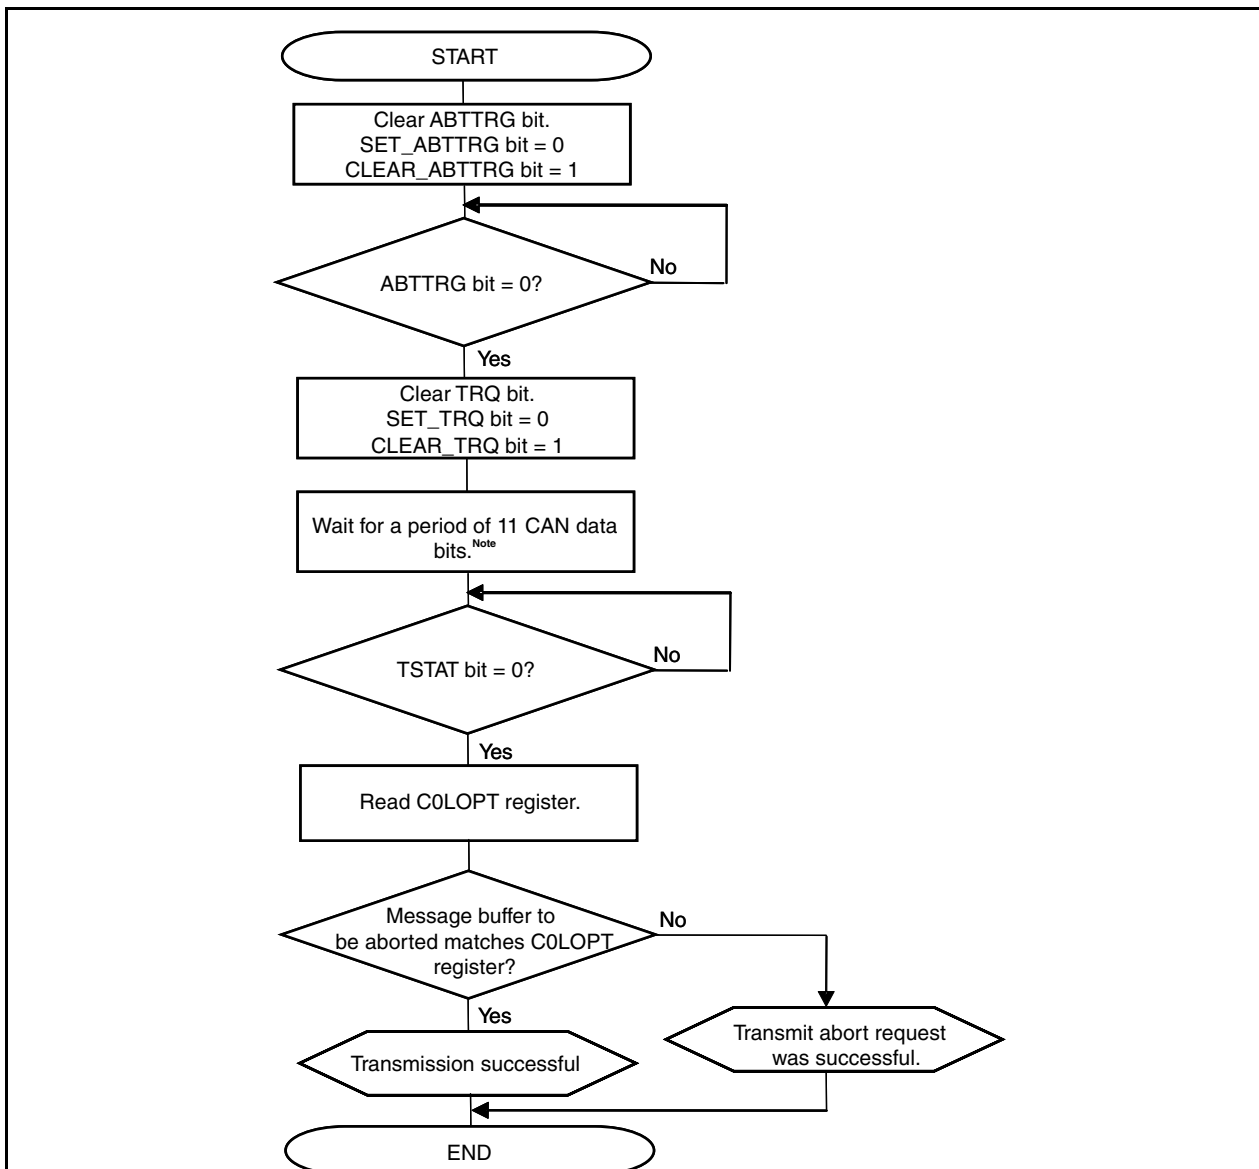 START
Clear ABTTRG bit.
SET_ABTTRG bit = 0
CLEAR_ABTTRG bit = 1
ABTTRG bit = 0?
No
Yes
Clear TRQ bit.
SET_TRQ bit = 0
CLEAR_TRQ bit = 1
Wait for a period of 11 CAN data
bits.Note
TSTAT bit = 0?
No
Yes
Read C0LOPT register.
Message buffer to
be aborted matches C0LOPT
register?
No
Yes
Transmission successful
Transmit abort request
was successful.
END